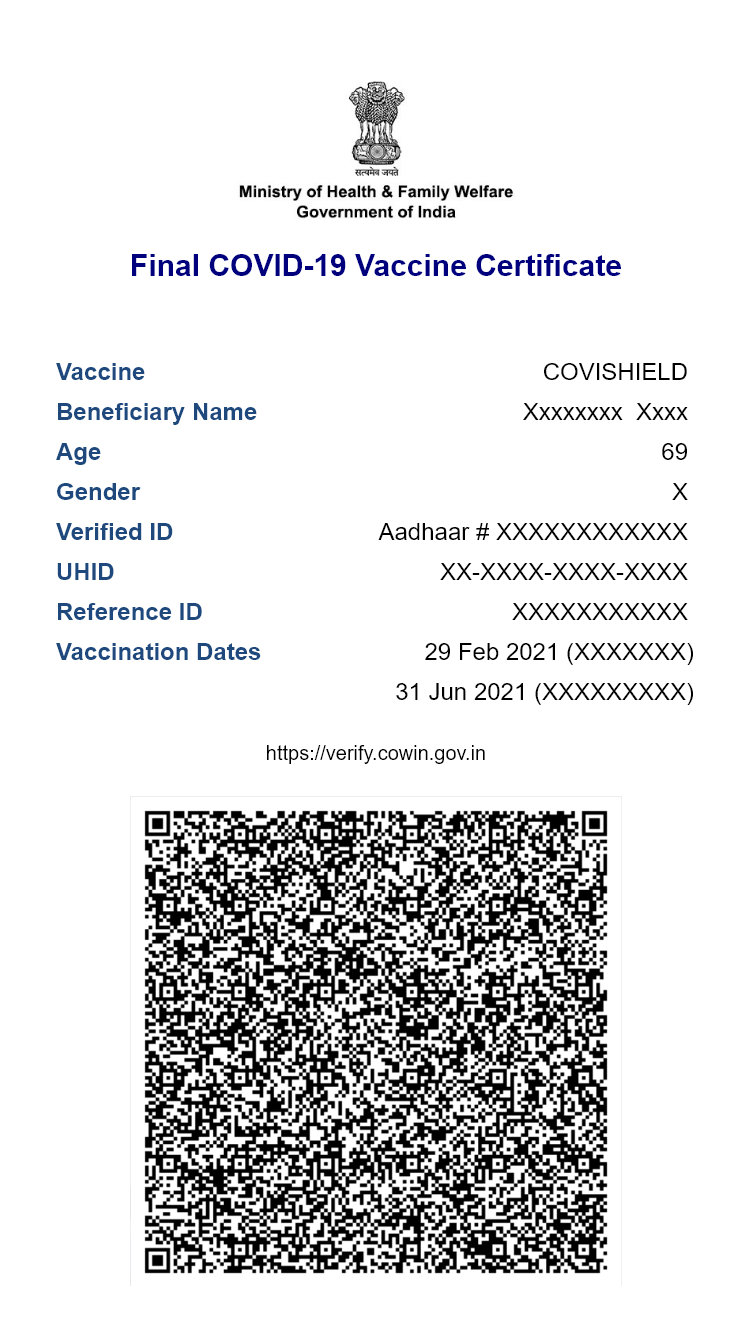 सत्यमेव जयते
Ministry of Health & Family Welfare
Government of India
Final COVID-19 Vaccine Certificate
Vaccine COVISHIELD
Beneficiary Name Xxxxxxxx Xxxx
Age 69
Gender X
Verified ID Aadhaar # XXXXXXXXXXXX
UHID XX-XXXX-XXXX-XXXX
Reference ID XXXXXXXXXXX
Vaccination Dates 29 Feb 2021 (XXXXXXX)
31 Jun 2021 (XXXXXXXXX)
https://verify.cowin.gov.in